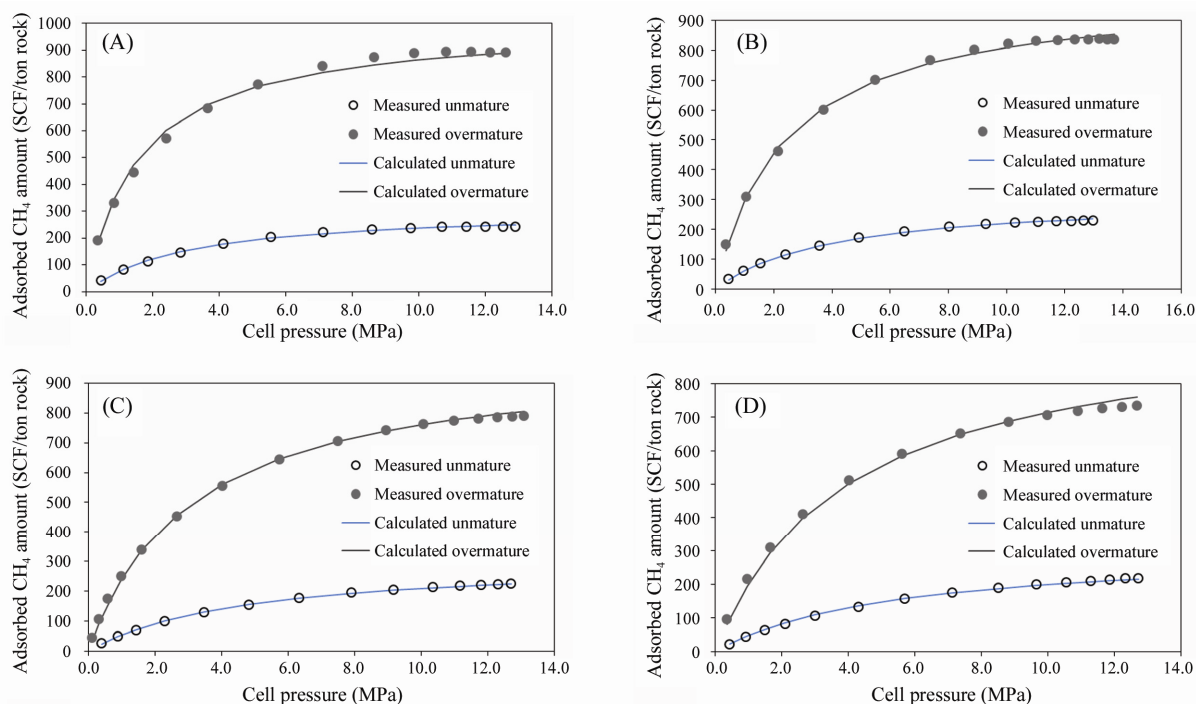 (A)
Adsorbed CH₄ amount (SCF/ton rock)
1000
900
800
700
600
500
400
300
200
100
0
Measured unmature
Measured overmature
Calculated unmature
Calculated overmature
0.0 2.0 4.0 6.0 8.0 10.0 12.0 14.0
Cell pressure (MPa)
(B)
Adsorbed CH₄ amount (SCF/ton rock)
900
800
700
600
500
400
300
200
100
0
Measured unmature
Measured overmature
Calculated unmature
Calculated overmature
0.0 2.0 4.0 6.0 8.0 10.0 12.0 14.0 16.0
Cell pressure (MPa)
(C)
Adsorbed CH₄ amount (SCF/ton rock)
900
800
700
600
500
400
300
200
100
0
Measured unmature
Measured overmature
Calculated unmature
Calculated overmature
0.0 2.0 4.0 6.0 8.0 10.0 12.0 14.0
Cell pressure (MPa)
(D)
Adsorbed CH₄ amount (SCF/ton rock)
800
700
600
500
400
300
200
100
0
Measured unmature
Measured overmature
Calculated unmature
Calculated overmature
0.0 2.0 4.0 6.0 8.0 10.0 12.0 14.0
Cell pressure (MPa)